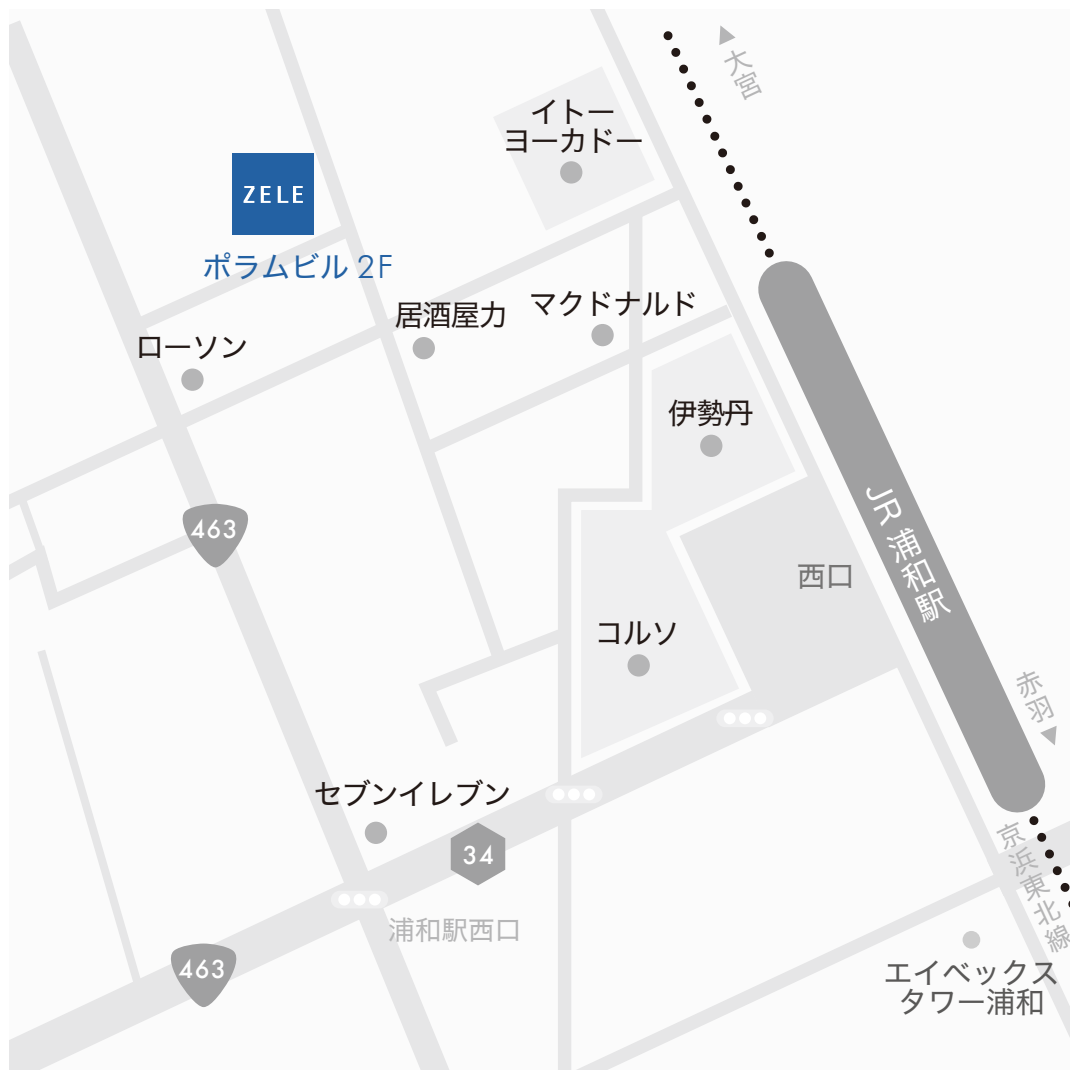 大宮
イトー
ヨーカドー
ZELE
ポラムビル 2F
居酒屋力
マクドナルド
ローソン
伊勢丹
463
JR 浦和駅
西口
コルソ
赤羽
セブンイレブン
34
京浜東北線
浦和駅西口
463
エイベックス
タワー浦和